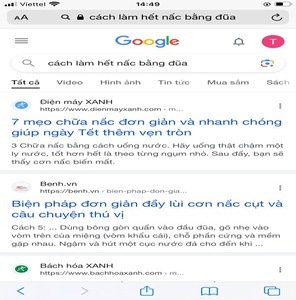 Viettel 14:49
AA cách làm hết nấc bằng đũa
Google
T
cách làm hết nấc bằng đũa
Tất cả Video Hình ảnh Tin tức Mua sắm Sách
Điện máy XANH
https://www.dienmayxanh.com › m...
7 mẹo chữa nấc đơn giản và nhanh chóng
giúp ngày Tết thêm vẹn tròn
3 Chữa nấc bằng cách uống nước. Hãy uống thật chậm một
ly nước, tốt hơn hết là theo từng ngụm nhỏ. Sau đấy, bạn sẽ
thấy cơn nấc biến mất.
Benh.vn
https://benh.vn › bien-phap-don-gia...
Biện pháp đơn giản đẩy lùi cơn nấc cụt và
câu chuyện thú vị
Cách 5: ... Dùng bông gòn quấn vào đầu đũa, gõ nhẹ vào
vòm trên của miệng (vòm khẩu cái), chỗ phần cứng và mềm
gặp nhau. Ngậm và hút một cục nước đá cho đến khi ...
Bách hóa XANH
https://www.bachhoaxanh.com › ...